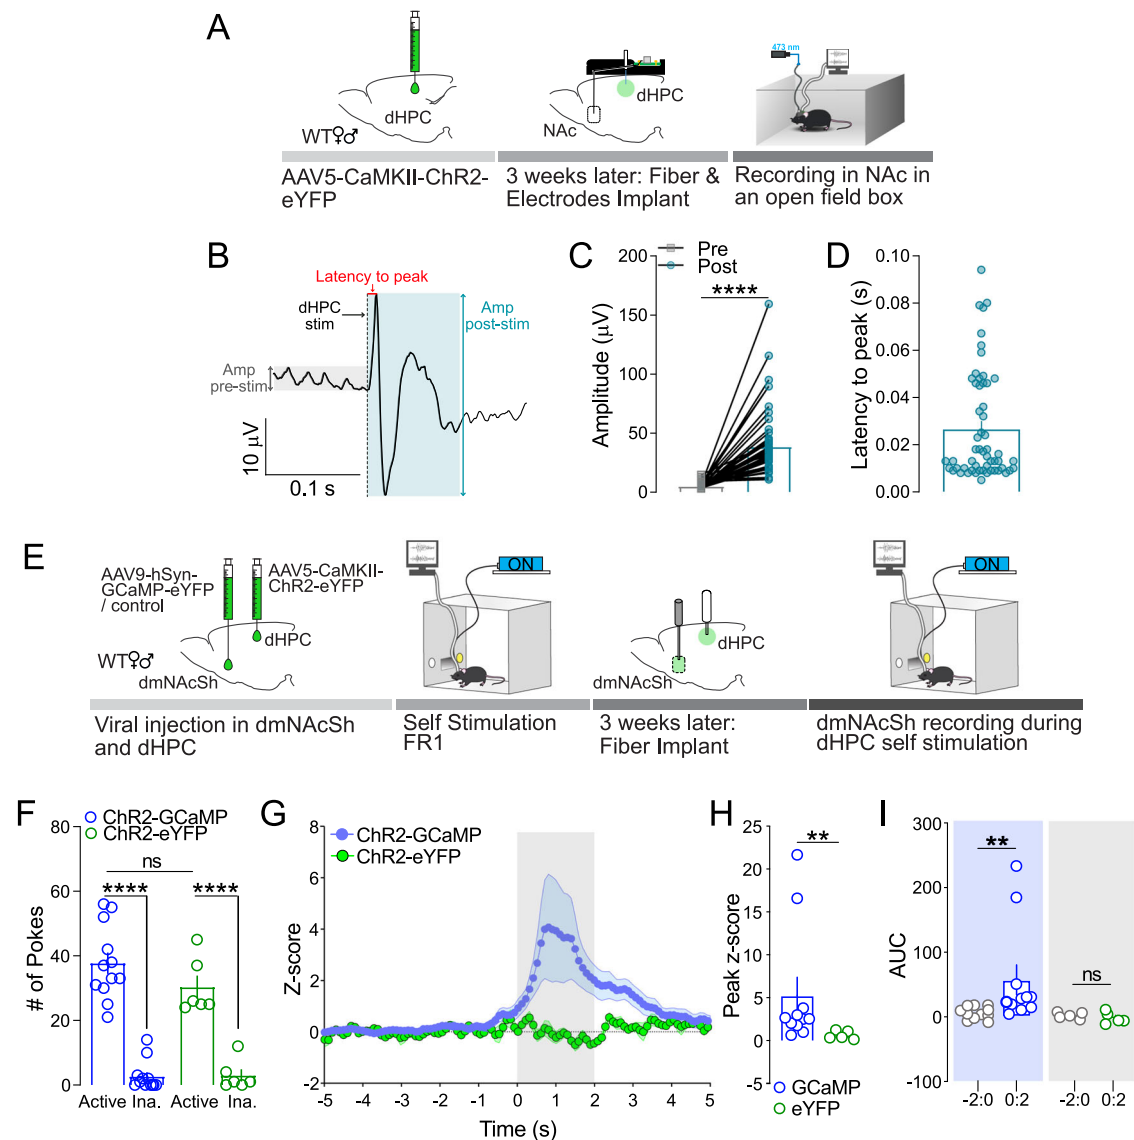 A
dHPC
WT♀♂
AAV5-CaMKII-ChR2-
eYFP
dHPC
NAc
3 weeks later: Fiber &
Electrodes Implant
473 nm
Recording in NAc in
an open field box
B
Latency to peak
dHPC
stim
Amp
post-stim
Amp
pre-stim
10 µV
0.1 s
C
Pre
Post
****
Amplitude (µV)
200
150
100
50
0
D
Latency to peak (s)
0.10
0.08
0.06
0.04
0.02
0.00
E
AAV9-hSyn-
GCaMP-eYFP
/ control
AAV5-CaMKII-
ChR2-eYFP
dHPC
WT♀♂
dmNAcSh
Viral injection in dmNAcSh
and dHPC
ON
Self Stimulation
FR1
dHPC
dmNAcSh
3 weeks later:
Fiber Implant
ON
dmNAcSh recording during
dHPC self stimulation
F
ChR2-GCaMP
ChR2-eYFP
ns
**** ****
# of Pokes
80
60
40
20
0
Active Ina. Active Ina.
G
ChR2-GCaMP
ChR2-eYFP
Z-score
8
6
4
2
0
-2
-5 -4 -3 -2 -1 0 1 2 3 4 5
Time (s)
H
**
Peak z-score
25
20
15
10
5
0
-5
GCaMP
eYFP
I
**
ns
AUC
300
200
100
0
-100
-2:0 0:2 -2:0 0:2